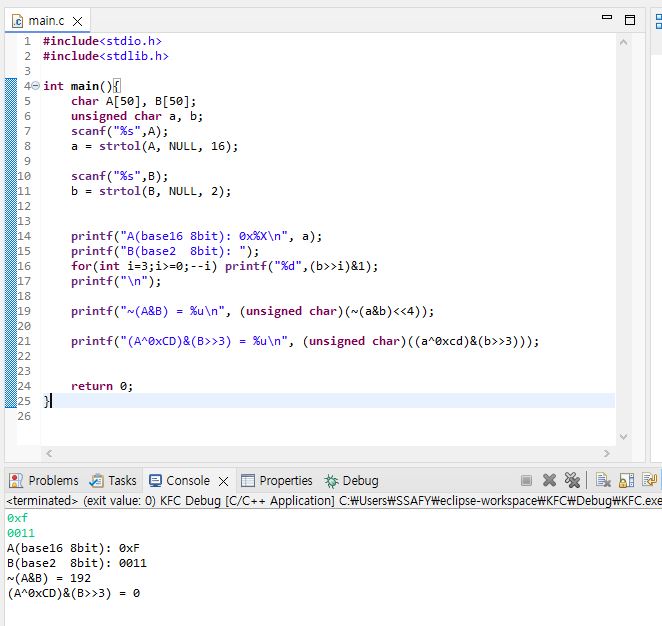 main.c
1 #include<stdio.h>
2 #include<stdlib.h>
3
4 int main(){
5 char A[50], B[50];
6 unsigned char a, b;
7 scanf("%s",A);
8 a = strtol(A, NULL, 16);
9
10 scanf("%s",B);
11 b = strtol(B, NULL, 2);
12
13
14 printf("A(base16 8bit): 0x%X\n", a);
15 printf("B(base2  8bit): ");
16 for(int i=3;i>=0;--i) printf("%d",(b>>i)&1);
17 printf("\n");
18
19 printf("~(A&B) = %u\n", (unsigned char)(~(a&b)<<4));
20
21 printf("(A^0xCD)&(B>>3) = %u\n", (unsigned char)((a^0xcd)&(b>>3)));
22
23
24 return 0;
25 }
26
Problems Tasks Console Properties Debug
<terminated> (exit value: 0) KFC Debug [C/C++ Application] C:₩Users₩SSAFY₩eclipse-workspace₩KFC₩Debug₩KFC.exe
0xf
0011
A(base16 8bit): 0xF
B(base2  8bit): 0011
~(A&B) = 192
(A^0xCD)&(B>>3) = 0